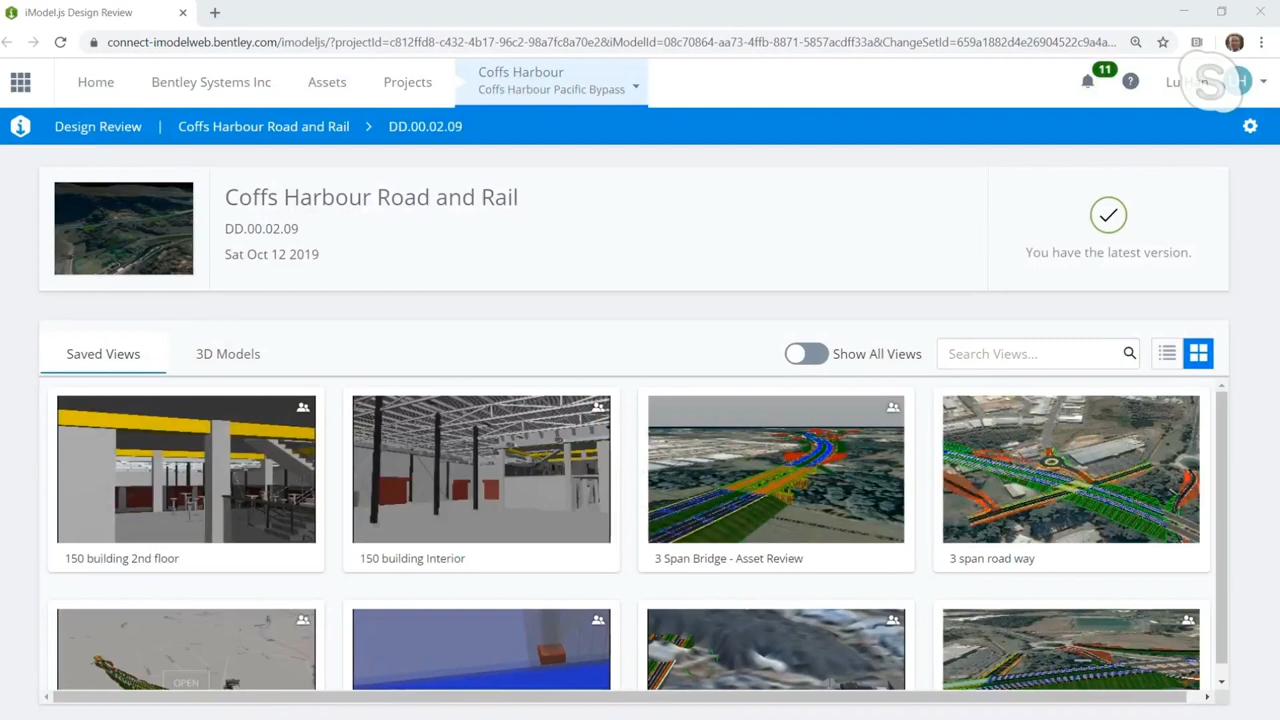 iModel.js Design Review
connect-imodelweb.bentley.com/imodeljs/?projectId=c812ffd8-c432-4b17-96c2-98a7fc8a70e2&iModelId=08c70864-aa73-4ffb-8871-5857acdff33a&ChangeSetId=659a1882d4e26904522c9a4a...
Home
Bentley Systems Inc
Assets
Projects
Coffs Harbour
Coffs Harbour Pacific Bypass
11
?
Lu
S
LH
Design Review | Coffs Harbour Road and Rail > DD.00.02.09
Coffs Harbour Road and Rail
DD.00.02.09
Sat Oct 12 2019
You have the latest version.
Saved Views
3D Models
Show All Views
Search Views...
150 building 2nd floor
150 building Interior
3 Span Bridge - Asset Review
3 span road way
OPEN